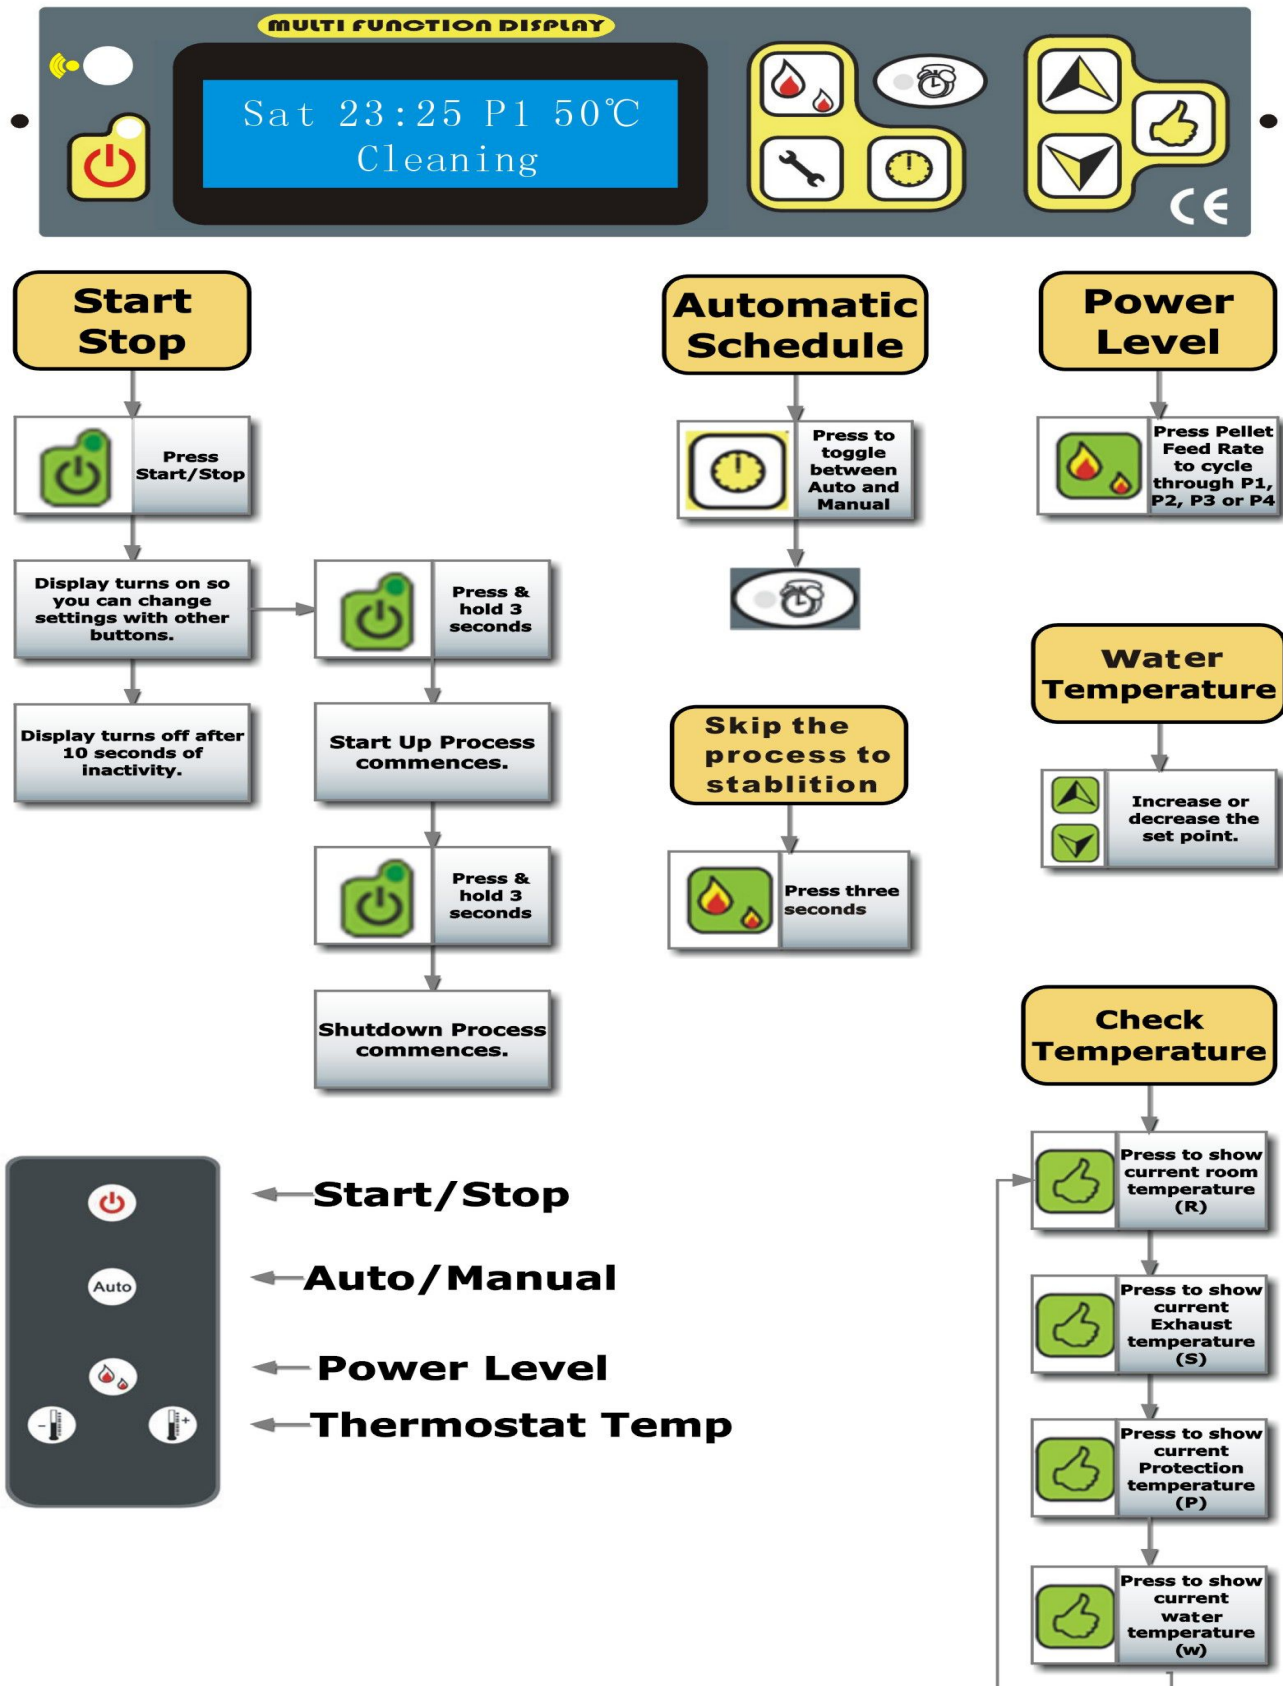 MULTI FUNCTION DISPLAY
Sat 23:25 P1 50℃
Cleaning
CE
Start
Stop
Press
Start/Stop
Display turns on so
you can change
settings with other
buttons.
Display turns off after
10 seconds of
inactivity.
Press &
hold 3
seconds
Start Up Process
commences.
Press &
hold 3
seconds
Shutdown Process
commences.
Automatic
Schedule
Press to
toggle
between
Auto and
Manual
Skip the
process to
stablition
Press three
seconds
Power
Level
Press Pellet
Feed Rate
to cycle
through P1,
P2, P3 or P4
Water
Temperature
Increase or
decrease the
set point.
Check
Temperature
Press to show
current room
temperature
(R)
Press to show
current
Exhaust
temperature
(S)
Press to show
current
Protection
temperature
(P)
Press to show
current
water
temperature
(w)
Auto
Start/Stop
Auto/Manual
Power Level
Thermostat Temp